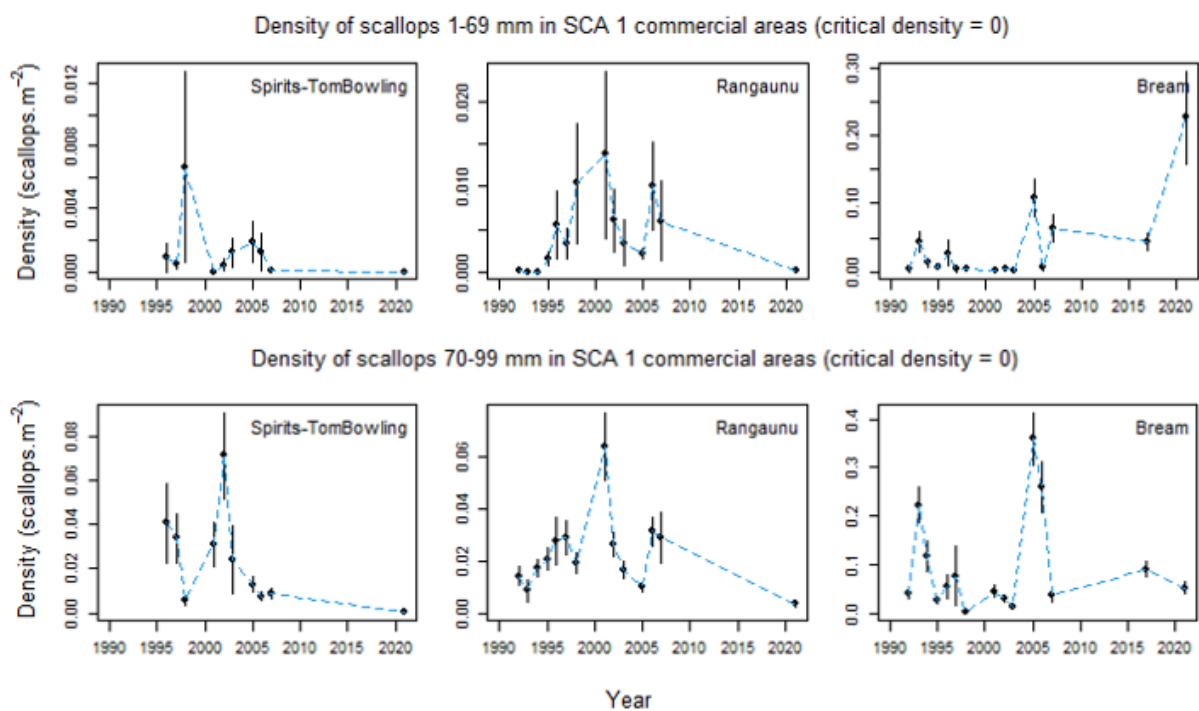 Density of scallops 1-69 mm in SCA 1 commercial areas (critical density = 0)
Density (scallops.m⁻²)
Spirits-TomBowling
0.012
0.008
0.004
0.000
1990 1995 2000 2005 2010 2015 2020
Rangaunu
0.020
0.010
0.000
1990 1995 2000 2005 2010 2015 2020
Bream
0.30
0.20
0.10
0.00
1990 1995 2000 2005 2010 2015 2020
Density of scallops 70-99 mm in SCA 1 commercial areas (critical density = 0)
Density (scallops.m⁻²)
Spirits-TomBowling
0.08
0.06
0.04
0.02
0.00
1990 1995 2000 2005 2010 2015 2020
Rangaunu
0.06
0.04
0.02
0.00
1990 1995 2000 2005 2010 2015 2020
Bream
0.4
0.3
0.2
0.1
0.0
1990 1995 2000 2005 2010 2015 2020
Year